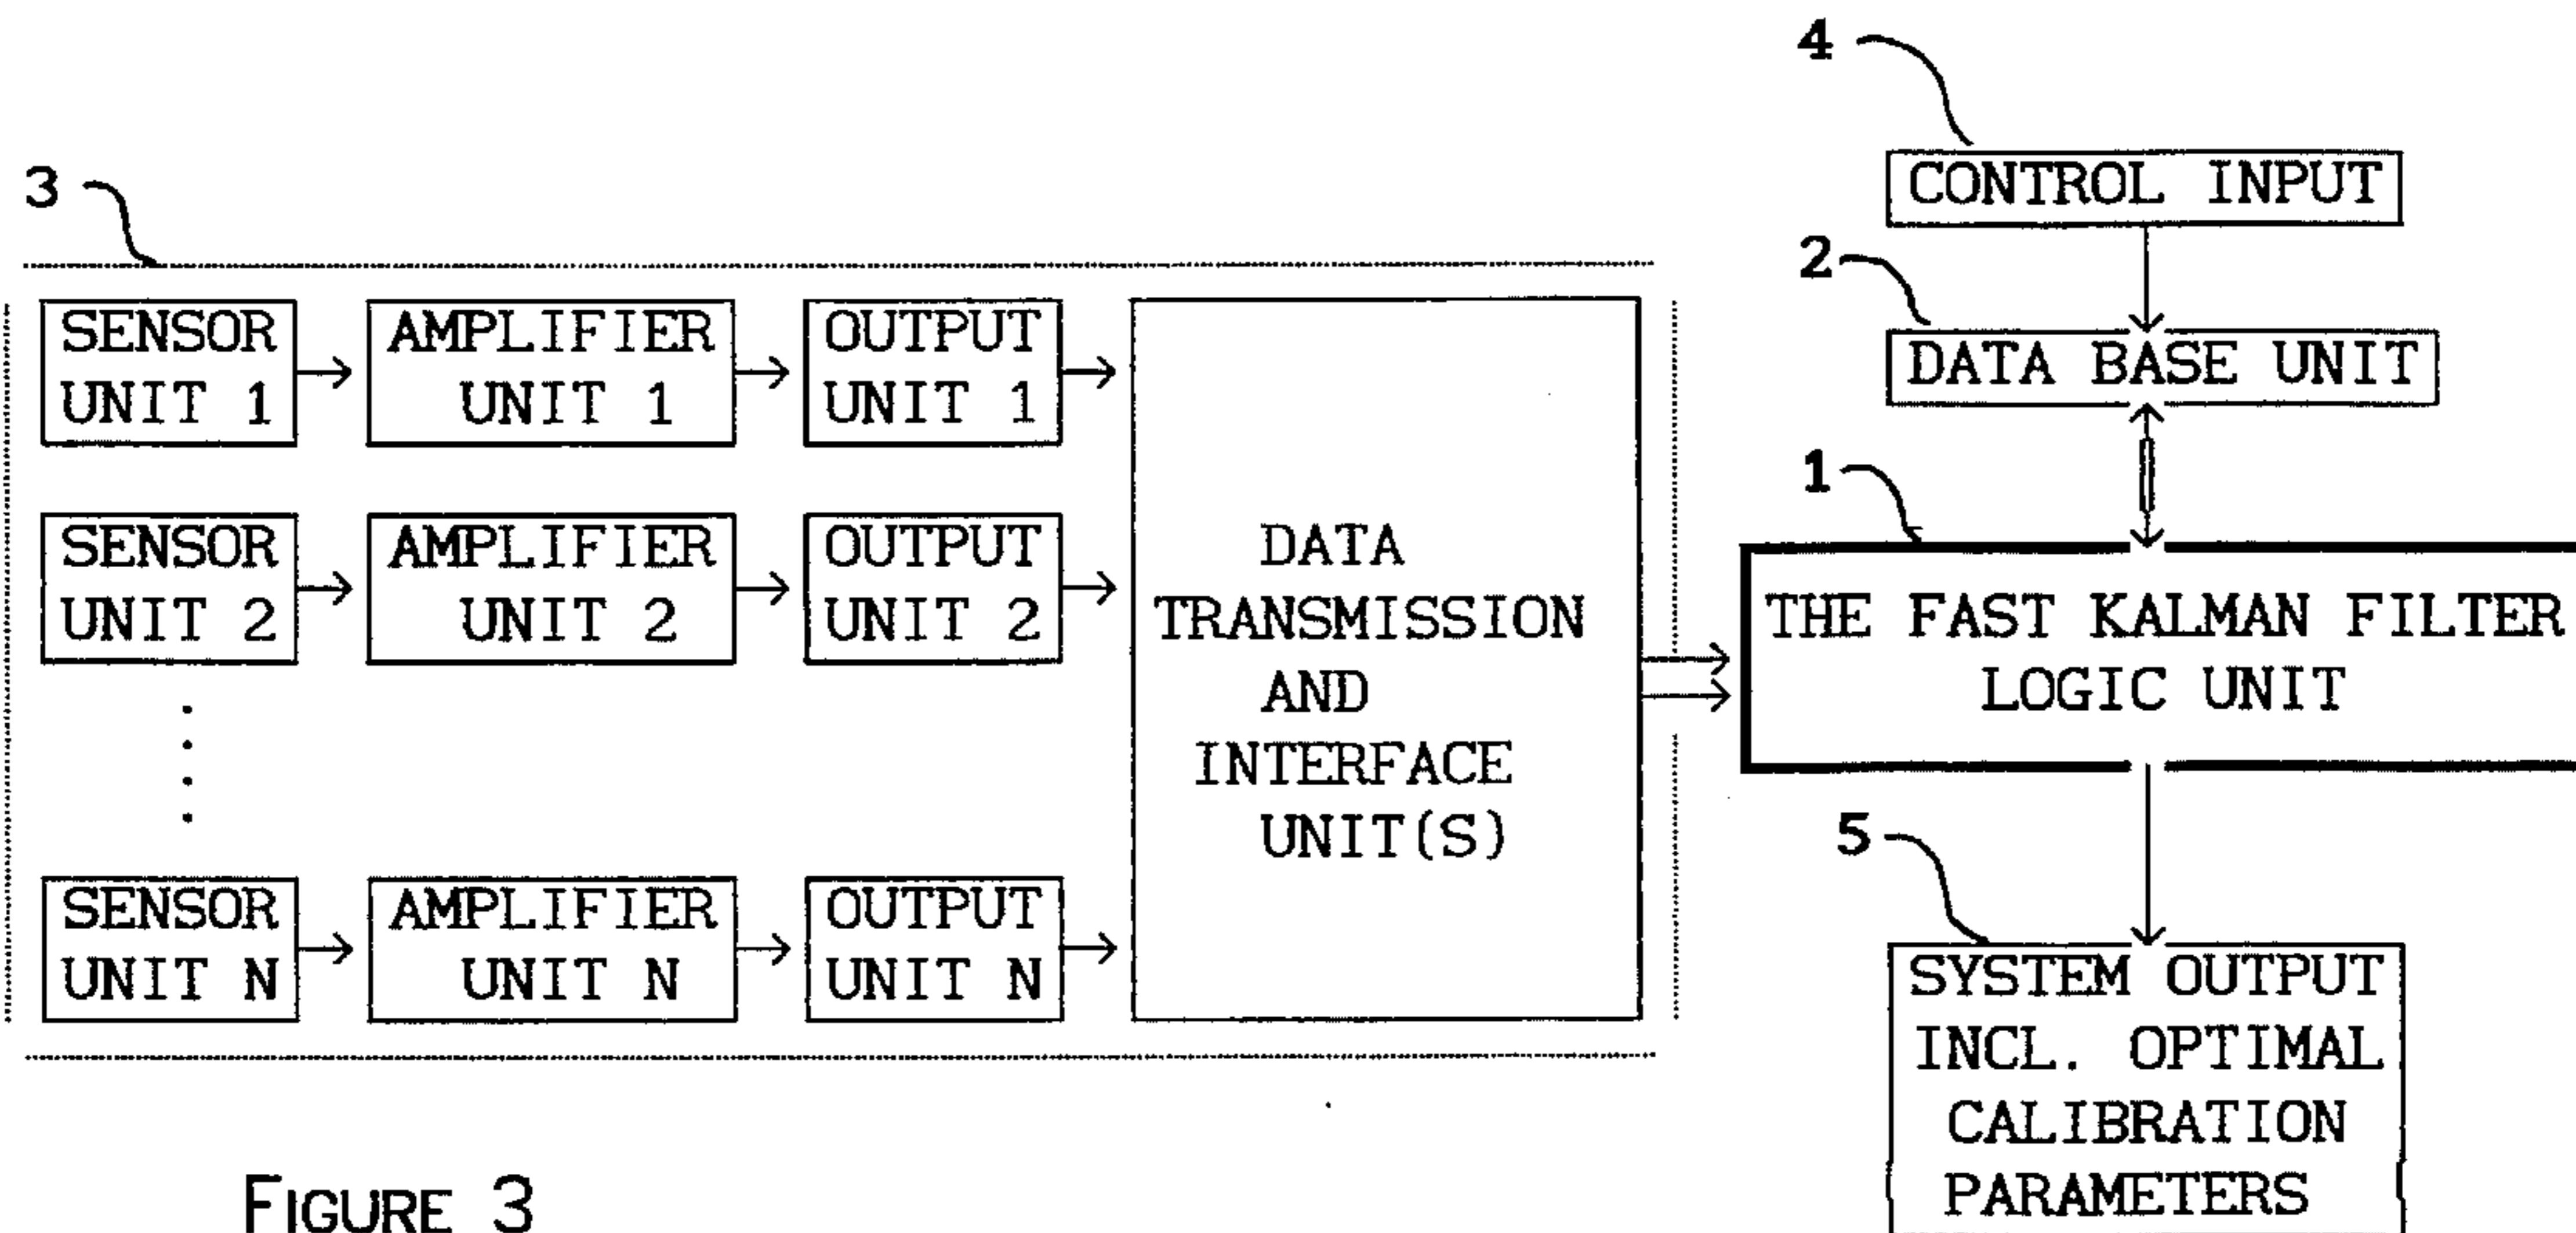 4
CONTROL INPUT
3
2
DATA BASE UNIT
SENSOR
UNIT 1
AMPLIFIER
UNIT 1
OUTPUT
UNIT 1
1
SENSOR
UNIT 2
AMPLIFIER
UNIT 2
OUTPUT
UNIT 2
DATA
TRANSMISSION
AND
INTERFACE
UNIT(S)
THE FAST KALMAN FILTER
LOGIC UNIT
5
SENSOR
UNIT N
AMPLIFIER
UNIT N
OUTPUT
UNIT N
SYSTEM OUTPUT
INCL. OPTIMAL
CALIBRATION
PARAMETERS
FIGURE 3